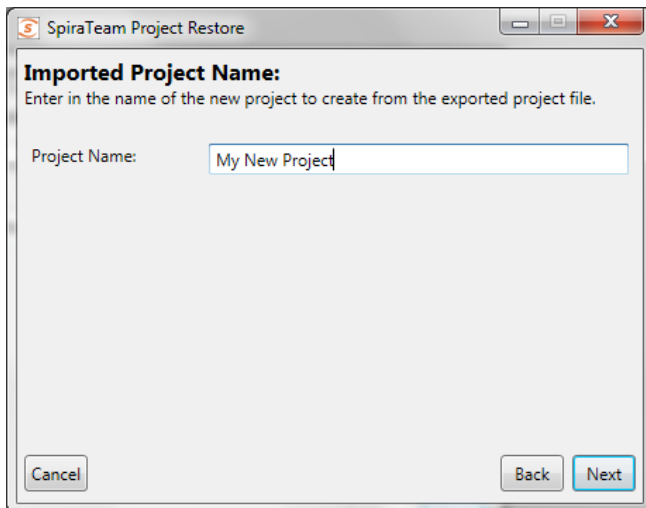 SpiraTeam Project Restore
Imported Project Name:
Enter in the name of the new project to create from the exported project file.
Project Name: My New Project
Cancel Back Next